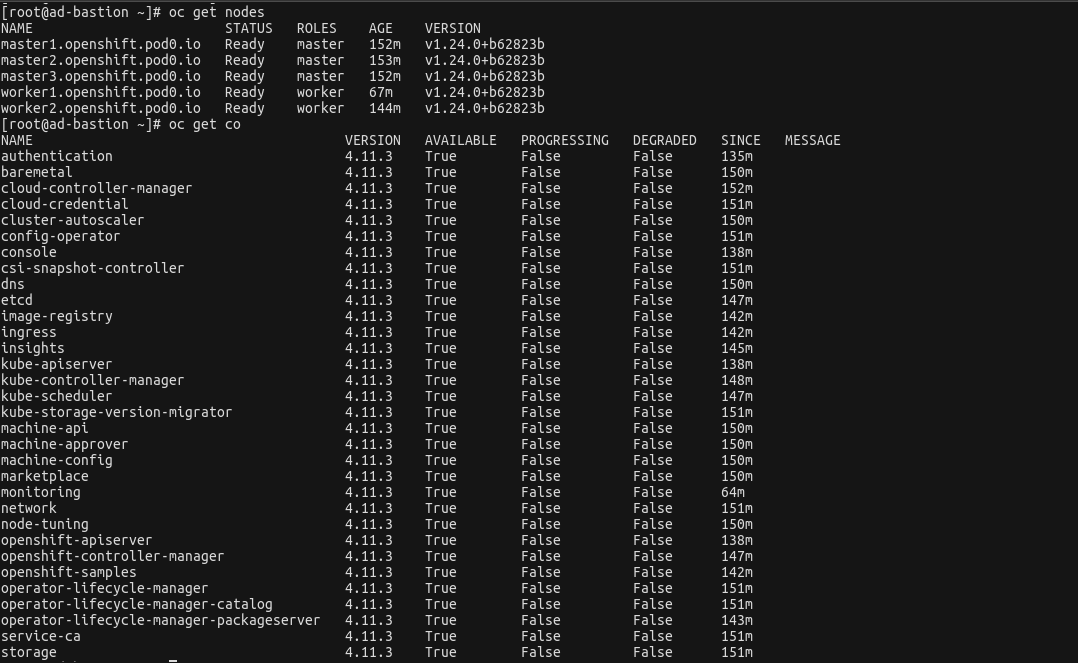 [root@ad-bastion ~]# oc get nodes
NAME                        STATUS   ROLES    AGE    VERSION
master1.openshift.pod0.io   Ready    master   152m   v1.24.0+b62823b
master2.openshift.pod0.io   Ready    master   153m   v1.24.0+b62823b
master3.openshift.pod0.io   Ready    master   152m   v1.24.0+b62823b
worker1.openshift.pod0.io   Ready    worker   67m    v1.24.0+b62823b
worker2.openshift.pod0.io   Ready    worker   144m   v1.24.0+b62823b
[root@ad-bastion ~]# oc get co
NAME                                       VERSION   AVAILABLE   PROGRESSING   DEGRADED   SINCE   MESSAGE
authentication                             4.11.3    True        False         False      135m
baremetal                                  4.11.3    True        False         False      150m
cloud-controller-manager                   4.11.3    True        False         False      152m
cloud-credential                           4.11.3    True        False         False      151m
cluster-autoscaler                         4.11.3    True        False         False      150m
config-operator                            4.11.3    True        False         False      151m
console                                    4.11.3    True        False         False      138m
csi-snapshot-controller                    4.11.3    True        False         False      151m
dns                                        4.11.3    True        False         False      150m
etcd                                       4.11.3    True        False         False      147m
image-registry                             4.11.3    True        False         False      142m
ingress                                    4.11.3    True        False         False      142m
insights                                   4.11.3    True        False         False      145m
kube-apiserver                             4.11.3    True        False         False      138m
kube-controller-manager                    4.11.3    True        False         False      148m
kube-scheduler                             4.11.3    True        False         False      147m
kube-storage-version-migrator              4.11.3    True        False         False      151m
machine-api                                4.11.3    True        False         False      150m
machine-approver                           4.11.3    True        False         False      150m
machine-config                             4.11.3    True        False         False      150m
marketplace                                4.11.3    True        False         False      150m
monitoring                                 4.11.3    True        False         False      64m
network                                    4.11.3    True        False         False      151m
node-tuning                                4.11.3    True        False         False      150m
openshift-apiserver                        4.11.3    True        False         False      138m
openshift-controller-manager               4.11.3    True        False         False      147m
openshift-samples                          4.11.3    True        False         False      142m
operator-lifecycle-manager                 4.11.3    True        False         False      151m
operator-lifecycle-manager-catalog         4.11.3    True        False         False      151m
operator-lifecycle-manager-packageserver   4.11.3    True        False         False      143m
service-ca                                 4.11.3    True        False         False      151m
storage                                    4.11.3    True        False         False      151m